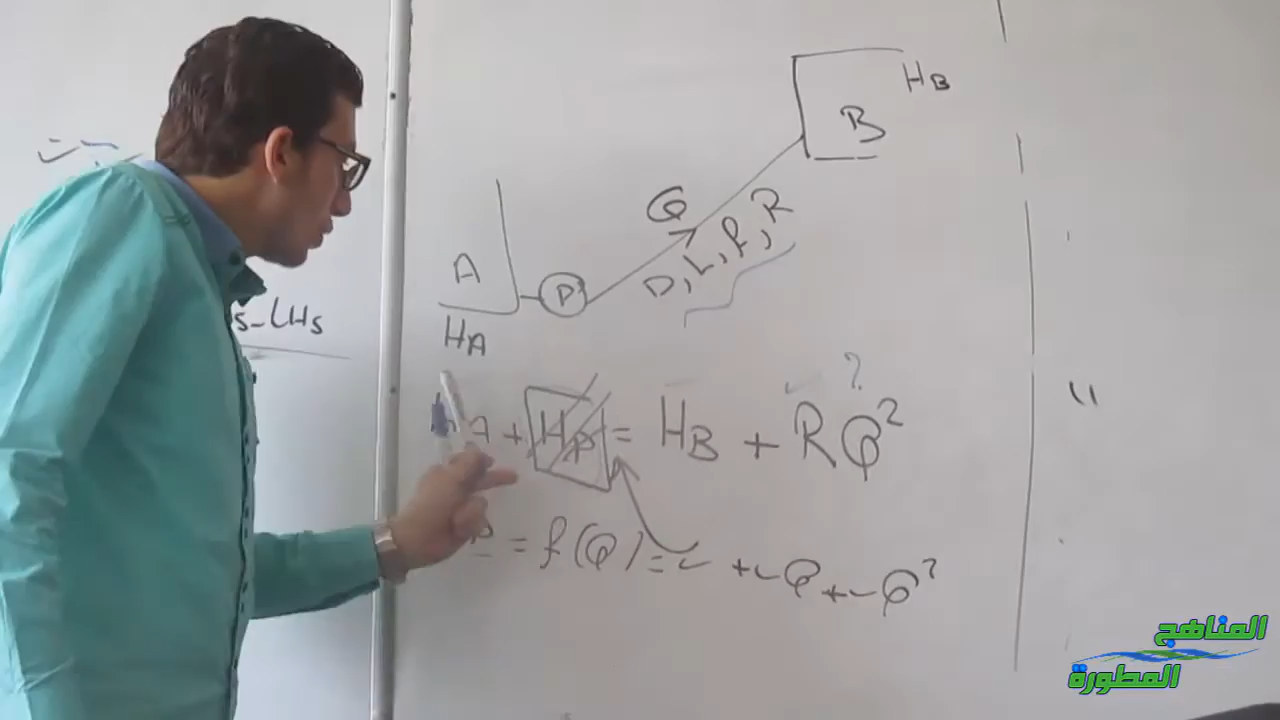 HB
B
Q
D, L, f, R
A
P
HA
s-LHs
A + HP = HB + RQ²
?
= f(Q) = ✓ + ✓Q + ✓Q²
"
المناهج
المطورة